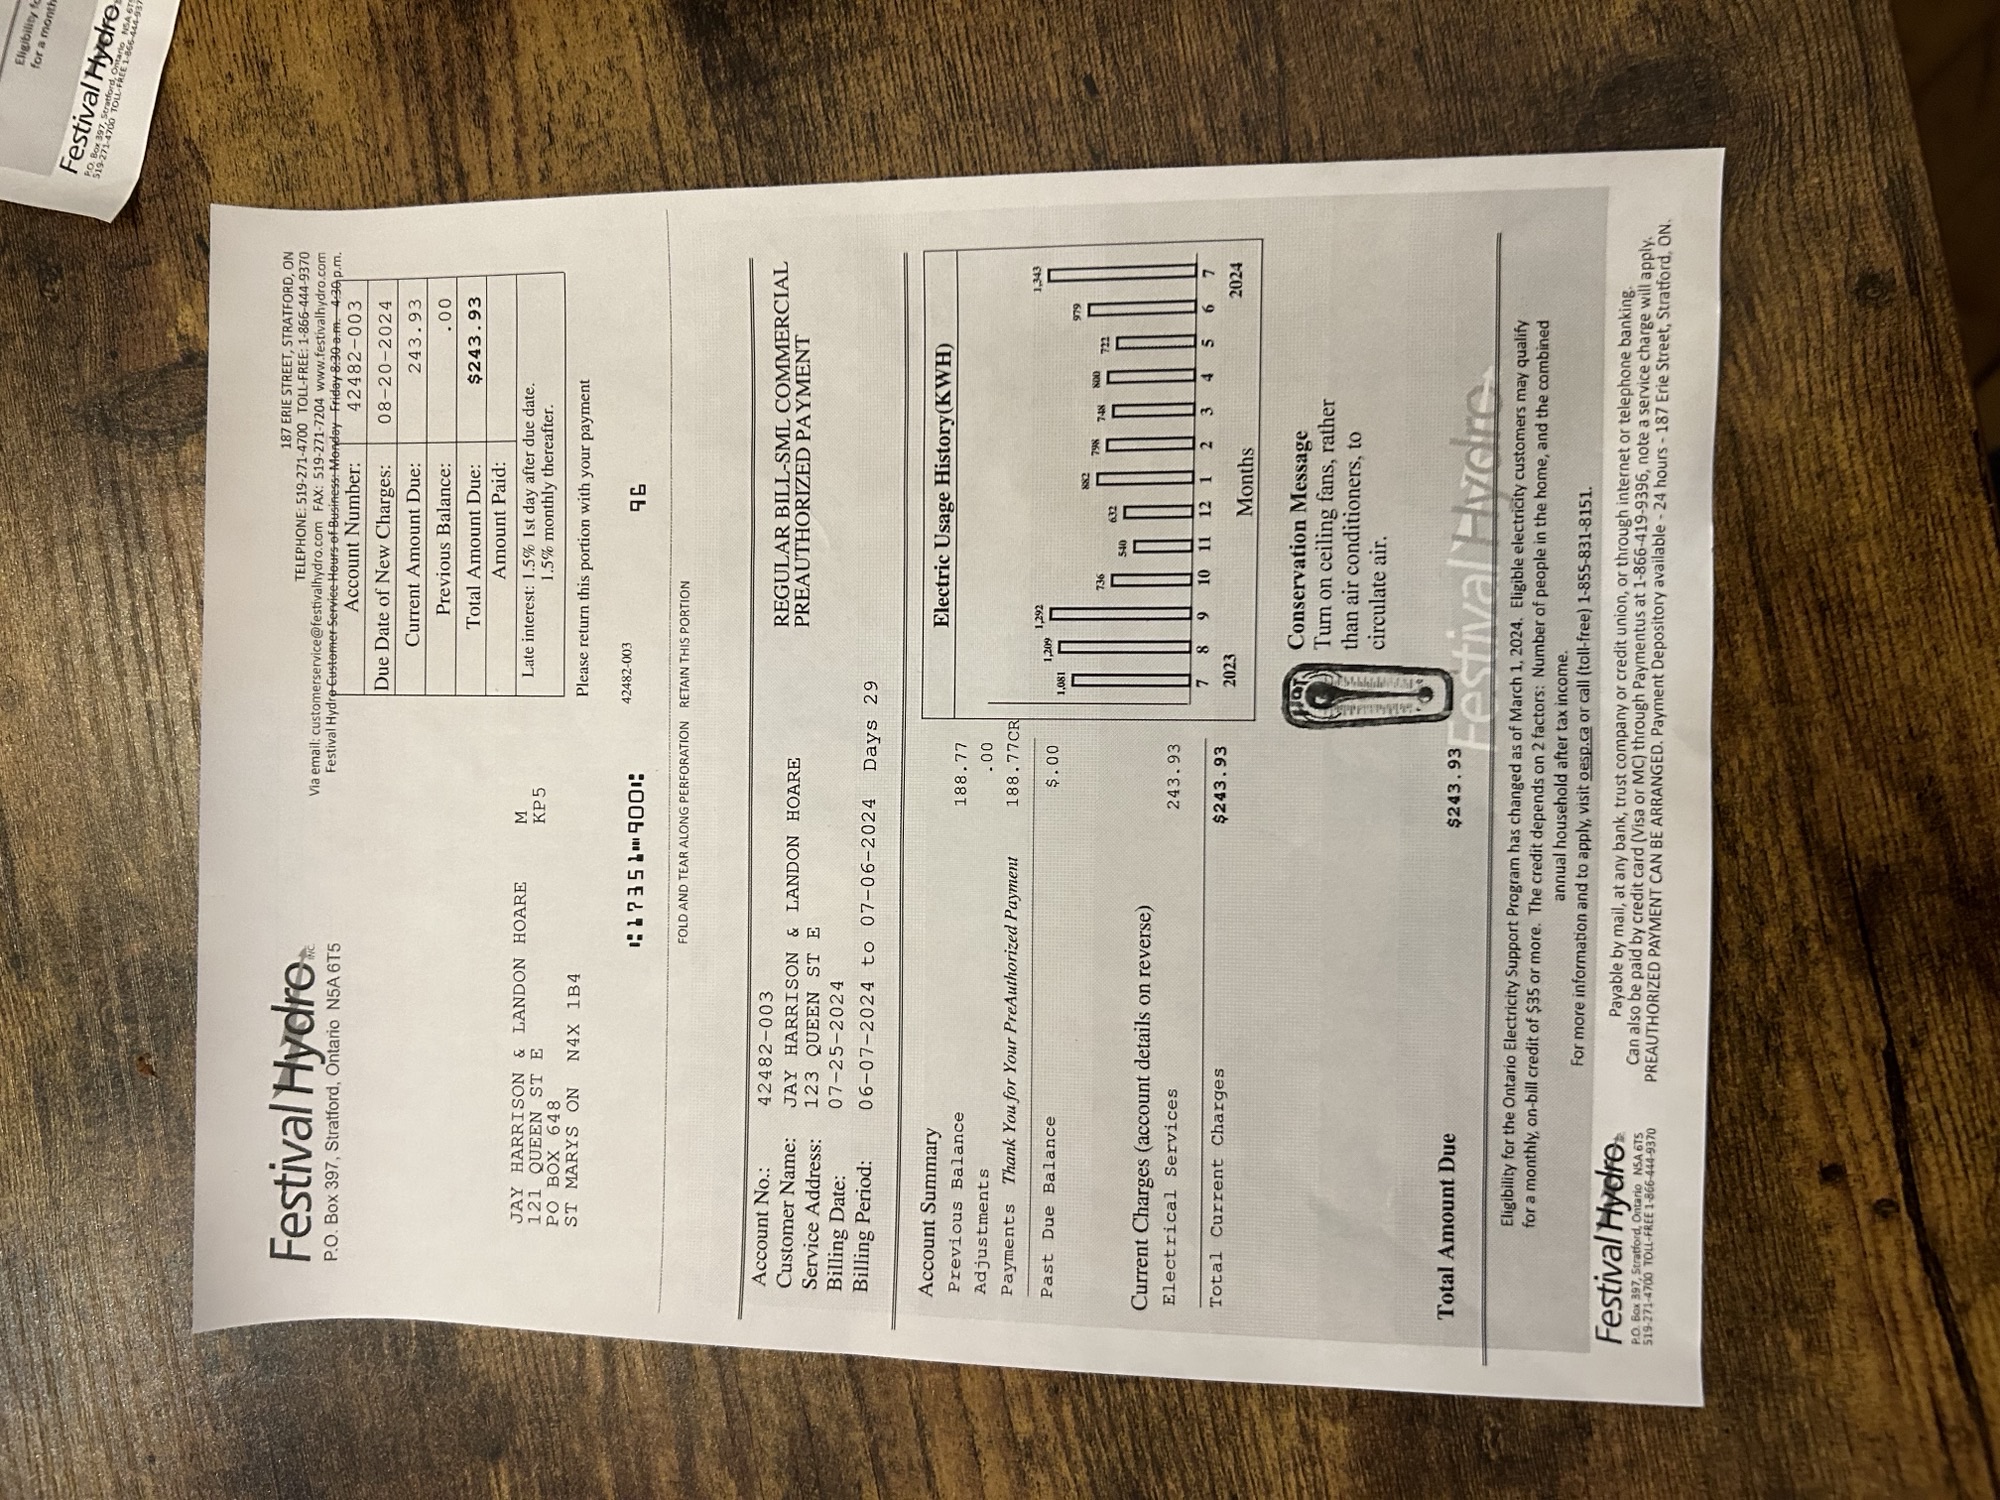 Eligibility fo
for a month
Festival Hydro
P.O. Box 397, Stratford, Ontario N5A 6T5
519-271-4700 TOLL-FREE 1-866-444-937
Festival Hydro INC.
P.O. Box 397, Stratford, Ontario N5A 6T5
187 ERIE STREET, STRATFORD, ON
TELEPHONE: 519-271-4700 TOLL-FREE: 1-866-444-9370
Via email: customerservice@festivalhydro.com FAX: 519-271-7204 www.festivalhydro.com
Festival Hydro Customer Service Hours of Business: Monday - Friday 8:30 a.m. - 4:30 p.m.
Account Number: 42482-003
Due Date of New Charges: 08-20-2024
Current Amount Due: 243.93
Previous Balance: .00
Total Amount Due: $243.93
Amount Paid:
Late interest: 1.5% 1st day after due date.
1.5% monthly thereafter.
Please return this portion with your payment
JAY HARRISON & LANDON HOARE M
121 QUEEN ST E KP5
PO BOX 648
ST MARYS ON N4X 1B4
⑆17351⑉900⑆ 42482-003 96
FOLD AND TEAR ALONG PERFORATION RETAIN THIS PORTION
Account No.: 42482-003
Customer Name: JAY HARRISON & LANDON HOARE
Service Address: 123 QUEEN ST E
Billing Date: 07-25-2024
Billing Period: 06-07-2024 to 07-06-2024 Days 29
REGULAR BILL-SML COMMERCIAL
PREAUTHORIZED PAYMENT
Account Summary
Previous Balance 188.77
Adjustments .00
Payments Thank You for Your PreAuthorized Payment 188.77CR
Past Due Balance $.00
Current Charges (account details on reverse)
Electrical Services 243.93
Total Current Charges $243.93
Electric Usage History(KWH)
1,081 1,209 1,292 736 540 632 882 798 748 800 722 979 1,343
7 8 9 10 11 12 1 2 3 4 5 6 7
2023 2024
Months
HOT
Conservation Message
Turn on ceiling fans, rather
than air conditioners, to
circulate air.
Total Amount Due $243.93
Festival Hydro
Eligibility for the Ontario Electricity Support Program has changed as of March 1, 2024. Eligible electricity customers may qualify
for a monthly, on-bill credit of $35 or more. The credit depends on 2 factors: Number of people in the home, and the combined
annual household after tax income.
For more information and to apply, visit oesp.ca or call (toll-free) 1-855-831-8151.
Festival Hydro
P.O. Box 397, Stratford, Ontario N5A 6T5
519-271-4700 TOLL-FREE 1-866-444-9370
Payable by mail, at any bank, trust company or credit union, or through internet or telephone banking.
Can also be paid by credit card (Visa or MC) through Paymentus at 1-866-419-9396, note a service charge will apply.
PREAUTHORIZED PAYMENT CAN BE ARRANGED. Payment Depository available - 24 hours - 187 Erie Street, Stratford, ON.